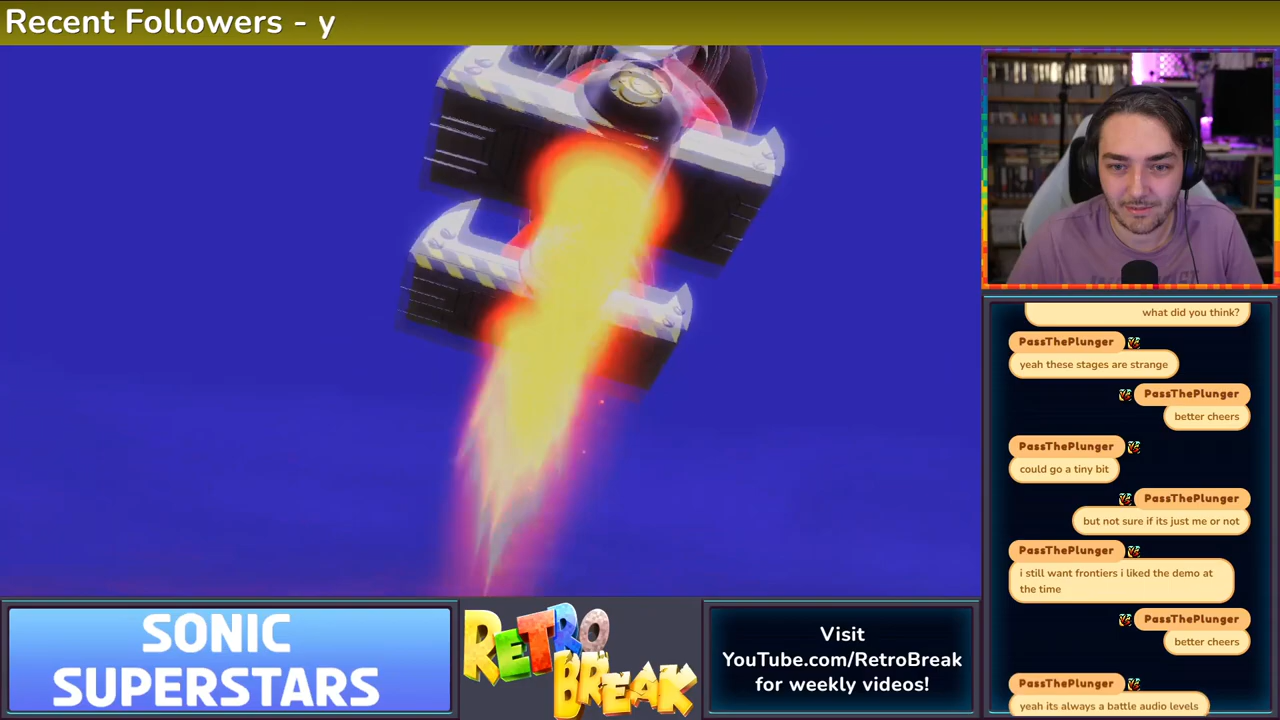 Recent Followers - y
what did you think?
PassThePlunger
yeah these stages are strange
PassThePlunger
better cheers
PassThePlunger
could go a tiny bit
PassThePlunger
but not sure if its just me or not
PassThePlunger
i still want frontiers i liked the demo at
the time
PassThePlunger
better cheers
PassThePlunger
yeah its always a battle audio levels
SONIC
SUPERSTARS
RETRO
BREAK
Visit
YouTube.com/RetroBreak
for weekly videos!